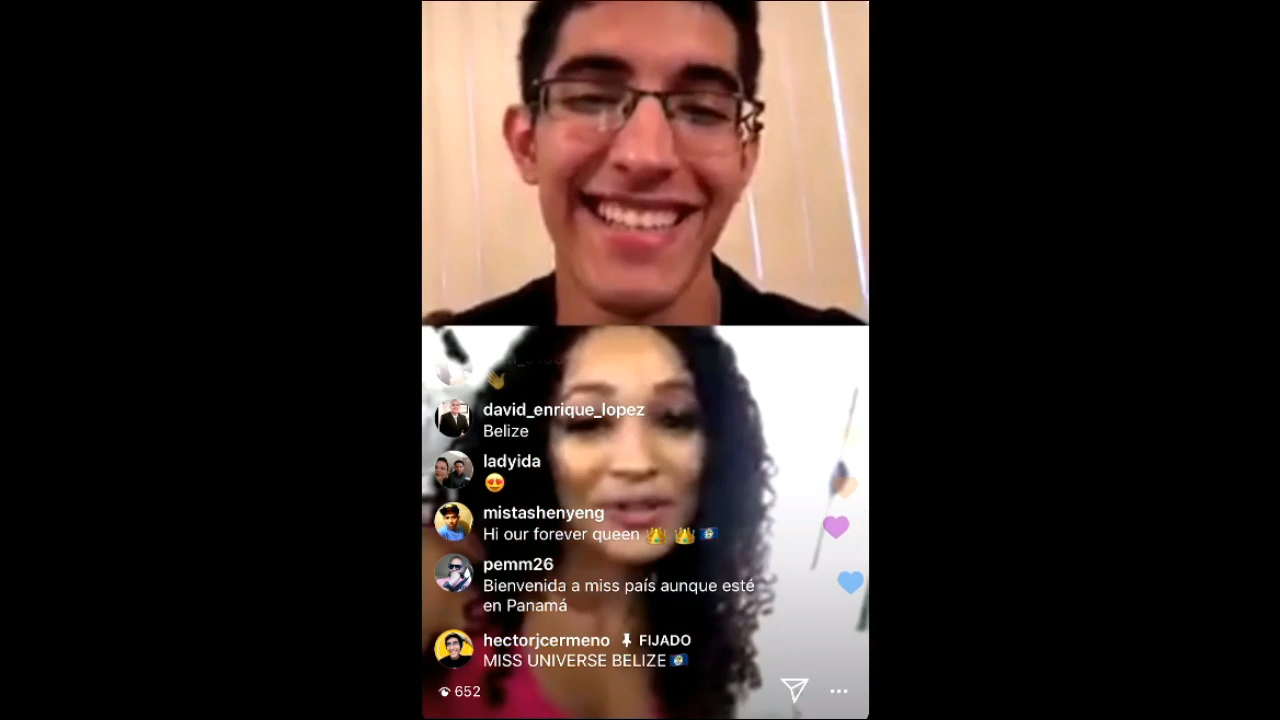 david_enrique_lopez
Belize
ladyida
😍
mistashenyeng
Hi our forever queen 👑 👑 🇧🇿
pemm26
Bienvenida a miss país aunque esté
en Panamá
hectorjcermeno FIJADO
MISS UNIVERSE BELIZE 🇧🇿
652